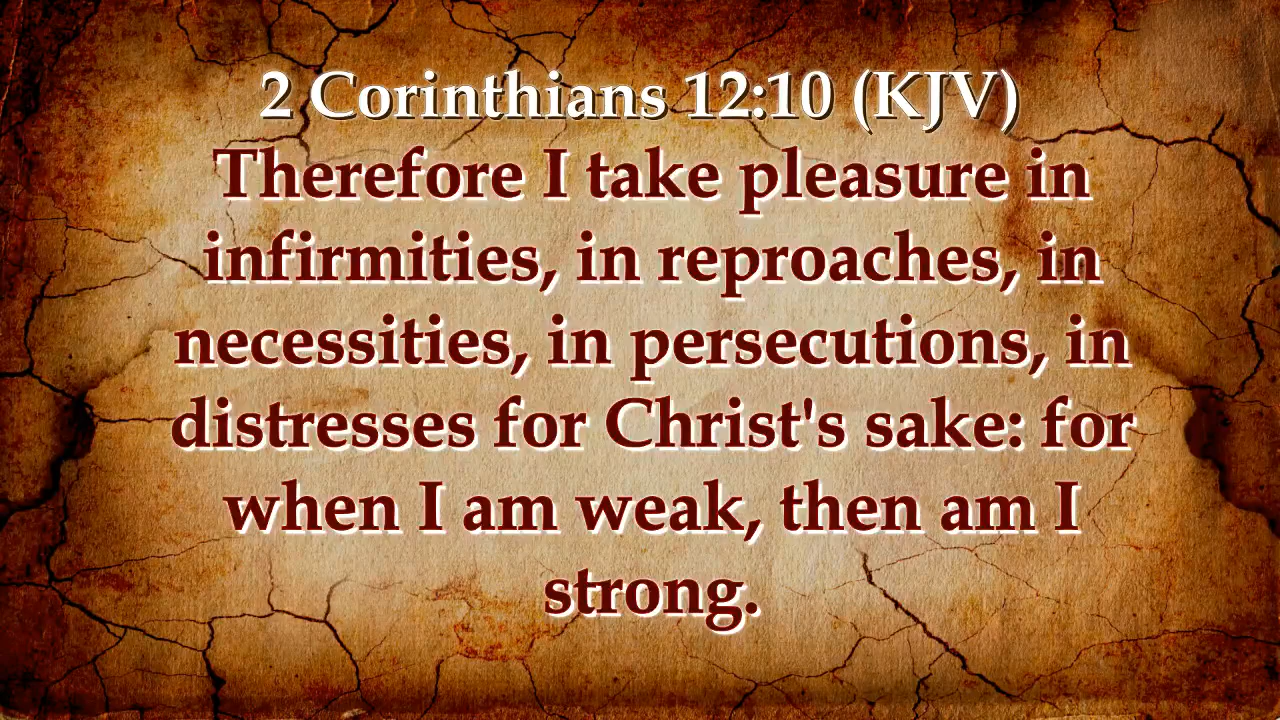 2 Corinthians 12:10 (KJV)
Therefore I take pleasure in
infirmities, in reproaches, in
necessities, in persecutions, in
distresses for Christ's sake: for
when I am weak, then am I
strong.